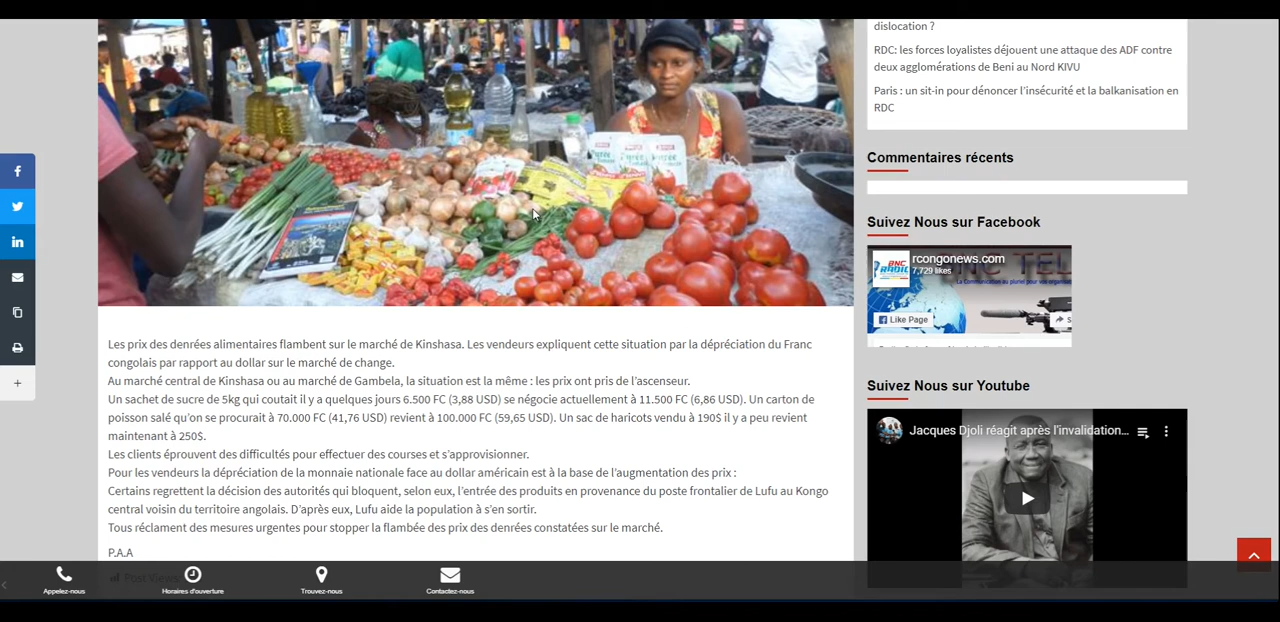 dislocation ?
RDC: les forces loyalistes déjouent une attaque des ADF contre
deux agglomérations de Beni au Nord KIVU
Paris : un sit-in pour dénoncer l'insécurité et la balkanisation en
RDC
Commentaires récents
Suivez Nous sur Facebook
rcongonews.com
7,729 likes
Like Page
Suivez Nous sur Youtube
Jacques Djoli réagit après l'invalidation...
Les prix des denrées alimentaires flambent sur le marché de Kinshasa. Les vendeurs expliquent cette situation par la dépréciation du Franc
congolais par rapport au dollar sur le marché de change.
Au marché central de Kinshasa ou au marché de Gambela, la situation est la même : les prix ont pris de l'ascenseur.
Un sachet de sucre de 5kg qui coutait il y a quelques jours 6.500 FC (3,88 USD) se négocie actuellement à 11.500 FC (6,86 USD). Un carton de
poisson salé qu'on se procurait à 70.000 FC (41,76 USD) revient à 100.000 FC (59,65 USD). Un sac de haricots vendu à 190$ il y a peu revient
maintenant à 250$.
Les clients éprouvent des difficultés pour effectuer des courses et s'approvisionner.
Pour les vendeurs la dépréciation de la monnaie nationale face au dollar américain est à la base de l'augmentation des prix :
Certains regrettent la décision des autorités qui bloquent, selon eux, l'entrée des produits en provenance du poste frontalier de Lufu au Kongo
central voisin du territoire angolais. D'après eux, Lufu aide la population à s'en sortir.
Tous réclament des mesures urgentes pour stopper la flambée des prix des denrées constatées sur le marché.
P.A.A
Post Views:
Appelez-nous
Horaires d'ouverture
Trouvez-nous
Contactez-nous